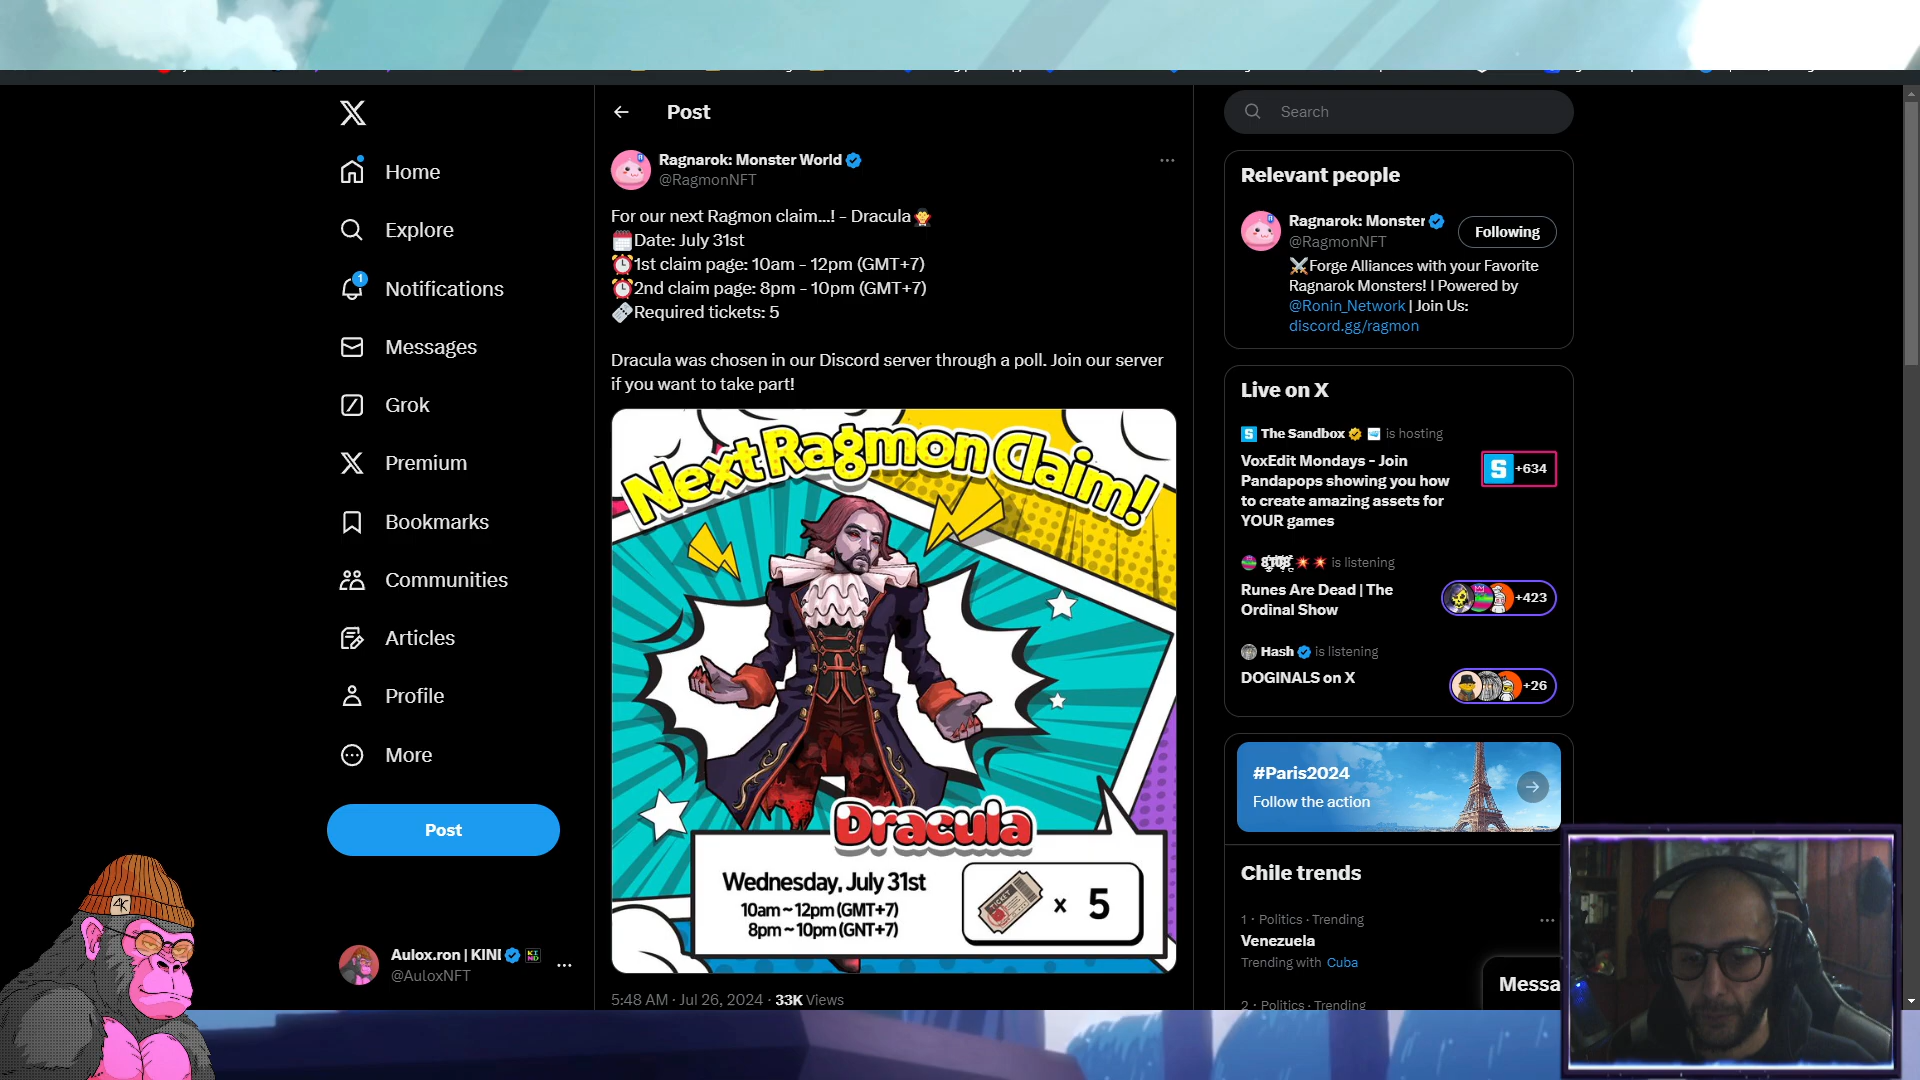 Post
Search
Home
Explore
1
Notifications
Messages
Grok
Premium
Bookmarks
Communities
Articles
Profile
More
Post
Aulox.ron | KINI
@AuloxNFT
4K
Ragnarok: Monster World
@RagmonNFT
For our next Ragmon claim...! - Dracula
Date: July 31st
1st claim page: 10am - 12pm (GMT+7)
2nd claim page: 8pm - 10pm (GMT+7)
Required tickets: 5
Dracula was chosen in our Discord server through a poll. Join our server
if you want to take part!
Next Ragmon Claim!
Dracula
Wednesday, July 31st
10am ~ 12pm (GMT+7)
8pm ~ 10pm (GNT+7)
TICKET
x 5
5:48 AM · Jul 26, 2024 · 33K Views
Relevant people
Ragnarok: Monster
@RagmonNFT
Following
Forge Alliances with your Favorite
Ragnarok Monsters! | Powered by
@Ronin_Network | Join Us:
discord.gg/ragmon
Live on X
The Sandbox is hosting
VoxEdit Mondays - Join
Pandapops showing you how
to create amazing assets for
YOUR games
S +634
is listening
Runes Are Dead | The
Ordinal Show
+423
Hash is listening
DOGINALS on X
+26
#Paris2024
Follow the action
Chile trends
1 · Politics · Trending
Venezuela
Trending with Cuba
2 · Politics · Trending
Messa